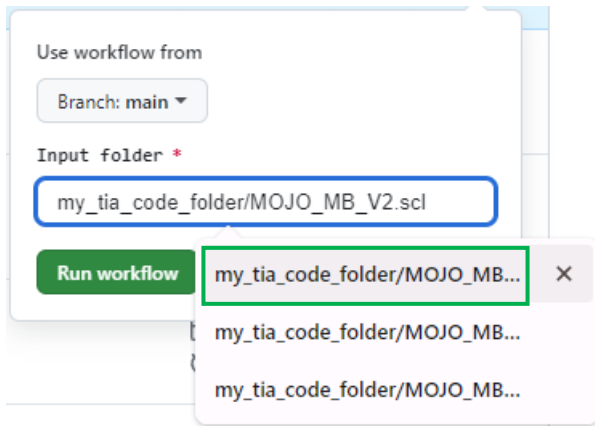 Use workflow from
Branch: main
Input folder *
my_tia_code_folder/MOJO_MB_V2.scl
Run workflow
my_tia_code_folder/MOJO_MB...
my_tia_code_folder/MOJO_MB...
my_tia_code_folder/MOJO_MB...